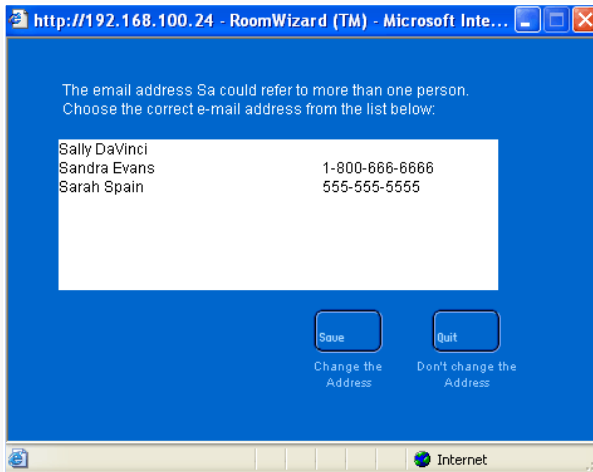 http://192.168.100.24 - RoomWizard (TM) - Microsoft Inte...
The email address Sa could refer to more than one person.
Choose the correct e-mail address from the list below:
Sally DaVinci
Sandra Evans 1-800-666-6666
Sarah Spain 555-555-5555
Save Quit
Change the Address Don't change the Address
Internet